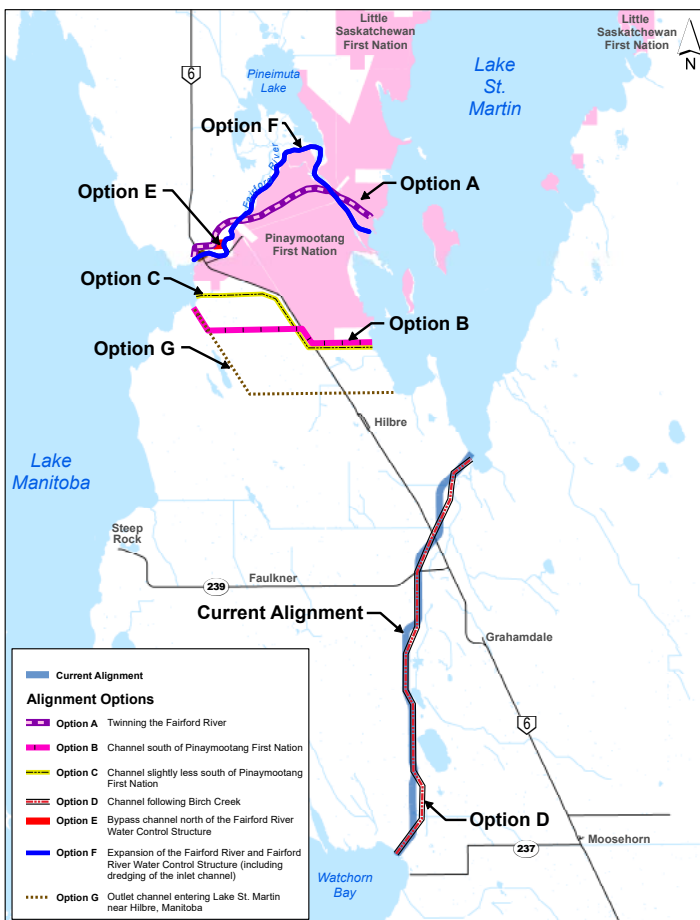 Little
Saskatchewan
First Nation
Little
Saskatchewan
First Nation
N
6
Pineimuta
Lake
Lake
St.
Martin
Option F
Fairford River
Option A
Option E
Pinaymootang
First Nation
Option C
Option B
Option G
Hilbre
Lake
Manitoba
Steep
Rock
239
Faulkner
Current Alignment
Grahamdale
6
Option D
Moosehorn
237
Watchorn
Bay
Current Alignment
Alignment Options
Option A Twinning the Fairford River
Option B Channel south of Pinaymootang First Nation
Option C Channel slightly less south of Pinaymootang
First Nation
Option D Channel following Birch Creek
Option E Bypass channel north of the Fairford River
Water Control Structure
Option F Expansion of the Fairford River and Fairford
River Water Control Structure (including
dredging of the inlet channel)
Option G Outlet channel entering Lake St. Martin
near Hilbre, Manitoba